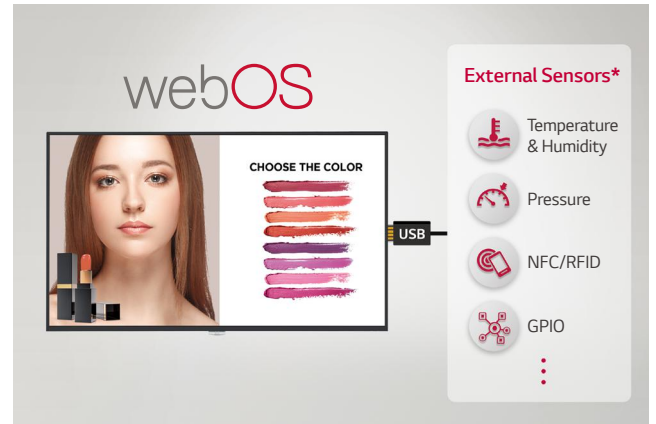 webOS
External Sensors*
Temperature
& Humidity
CHOOSE THE COLOR
Pressure
USB
NFC/RFID
GPIO